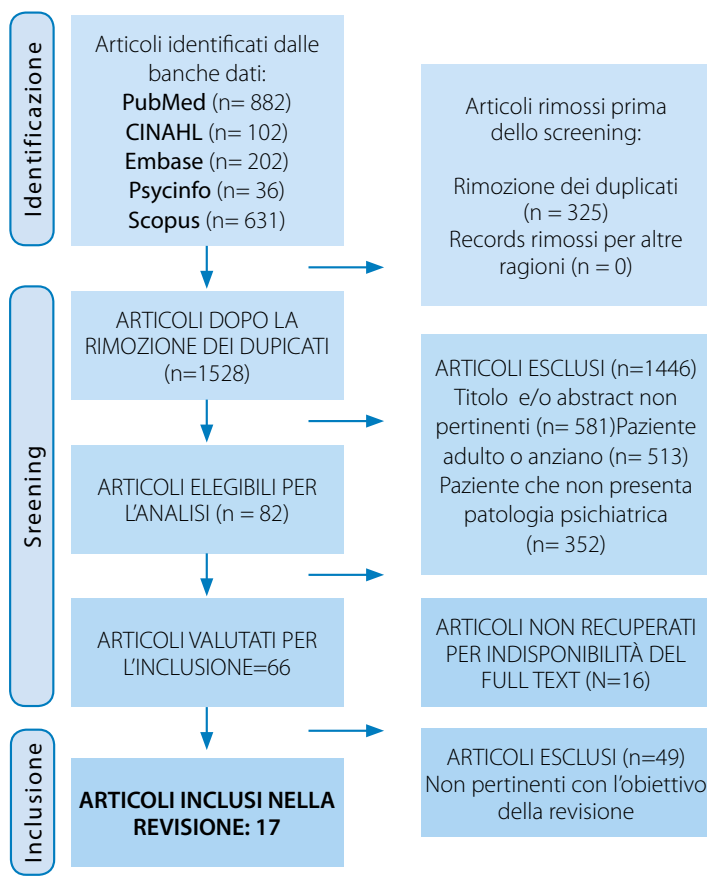 Identificazione
Articoli identificati dalle
banche dati:
PubMed (n= 882)
CINAHL (n= 102)
Embase (n= 202)
Psycinfo (n= 36)
Scopus (n= 631)
Articoli rimossi prima
dello screening:
Rimozione dei duplicati
(n = 325)
Records rimossi per altre
ragioni (n = 0)
Sreening
ARTICOLI DOPO LA
RIMOZIONE DEI DUPICATI
(n=1528)
ARTICOLI ESCLUSI (n=1446)
Titolo e/o abstract non
pertinenti (n= 581)Paziente
adulto o anziano (n= 513)
Paziente che non presenta
patologia psichiatrica
(n= 352)
ARTICOLI ELEGIBILI PER
L'ANALISI (n = 82)
ARTICOLI VALUTATI PER
L'INCLUSIONE=66
ARTICOLI NON RECUPERATI
PER INDISPONIBILITÀ DEL
FULL TEXT (N=16)
Inclusione
ARTICOLI INCLUSI NELLA
REVISIONE: 17
ARTICOLI ESCLUSI (n=49)
Non pertinenti con l'obiettivo
della revisione